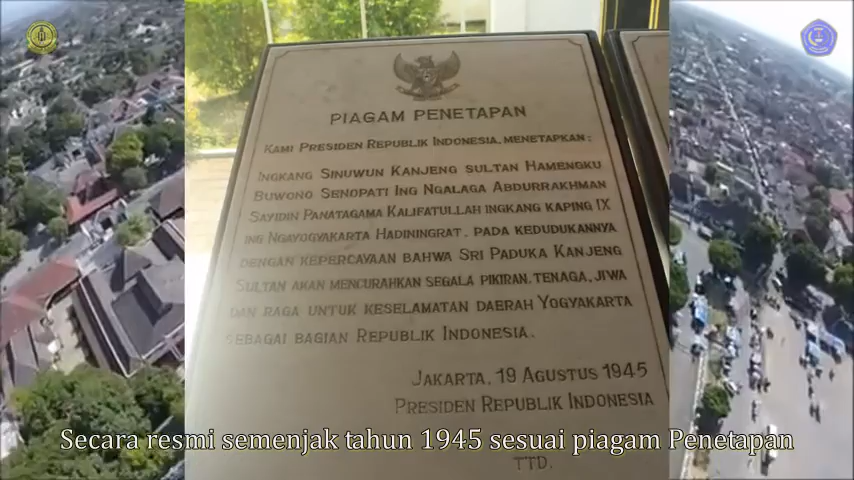 PIAGAM PENETAPAN
KAMI PRESIDEN REPUBLIK INDONESIA, MENETAPKAN:
INGKANG SINUWUN KANJENG SULTAN HAMENGKU
BUWONO SENOPATI ING NGALAGA ABDURRAKHMAN
SAYIDIN PANATAGAMA KALIFATULLAH INGKANG KAPING IX
ING NGAYOGYAKARTA HADININGRAT. PADA KEDUDUKANNYA
DENGAN KEPERCAYAAN BAHWA SRI PADUKA KANJENG
SULTAN AKAN MENCURAHKAN SEGALA PIKIRAN, TENAGA, JIWA
DAN RAGA UNTUK KESELAMATAN DAERAH YOGYAKARTA
SEBAGAI BAGIAN REPUBLIK INDONESIA.
JAKARTA, 19 AGUSTUS 1945
PRESIDEN REPUBLIK INDONESIA
Secara resmi semenjak tahun 1945 sesuai piagam Penetapan
TTD.